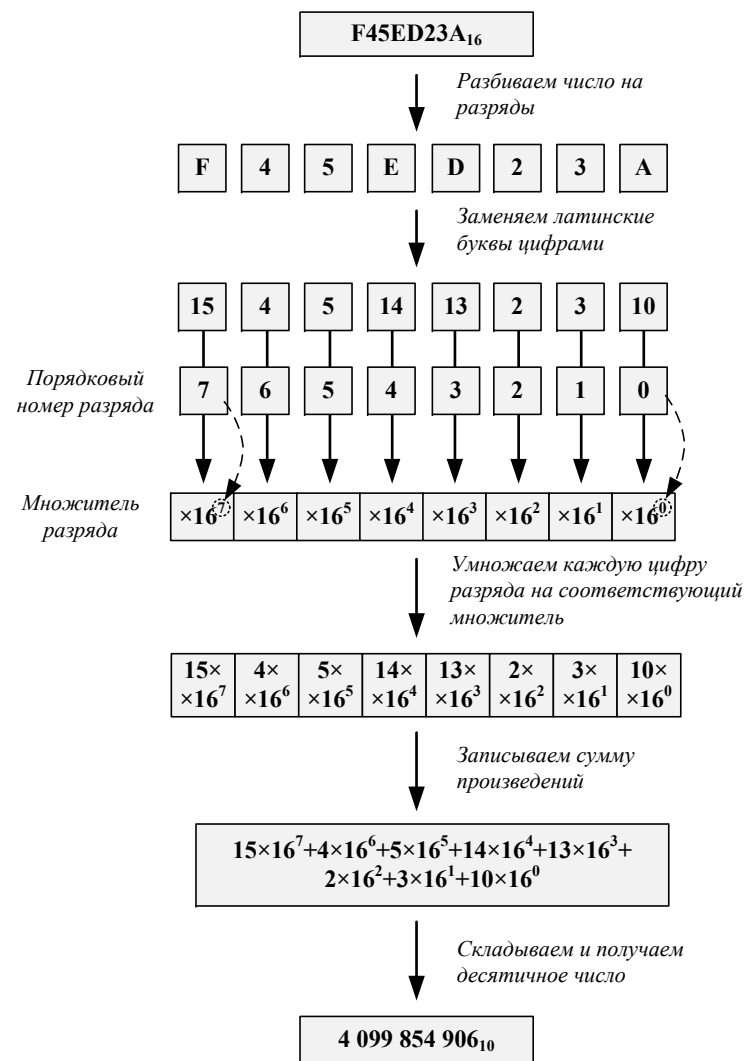 F45ED23A₁₆
Разбиваем число на
разряды
F 4 5 E D 2 3 A
Заменяем латинские
буквы цифрами
15 4 5 14 13 2 3 10
Порядковый
номер разряда
7 6 5 4 3 2 1 0
Множитель
разряда
×16⁷ ×16⁶ ×16⁵ ×16⁴ ×16³ ×16² ×16¹ ×16⁰
Умножаем каждую цифру
разряда на соответствующий
множитель
15× 4× 5× 14× 13× 2× 3× 10×
×16⁷ ×16⁶ ×16⁵ ×16⁴ ×16³ ×16² ×16¹ ×16⁰
Записываем сумму
произведений
15×16⁷+4×16⁶+5×16⁵+14×16⁴+13×16³+
2×16²+3×16¹+10×16⁰
Складываем и получаем
десятичное число
4 099 854 906₁₀